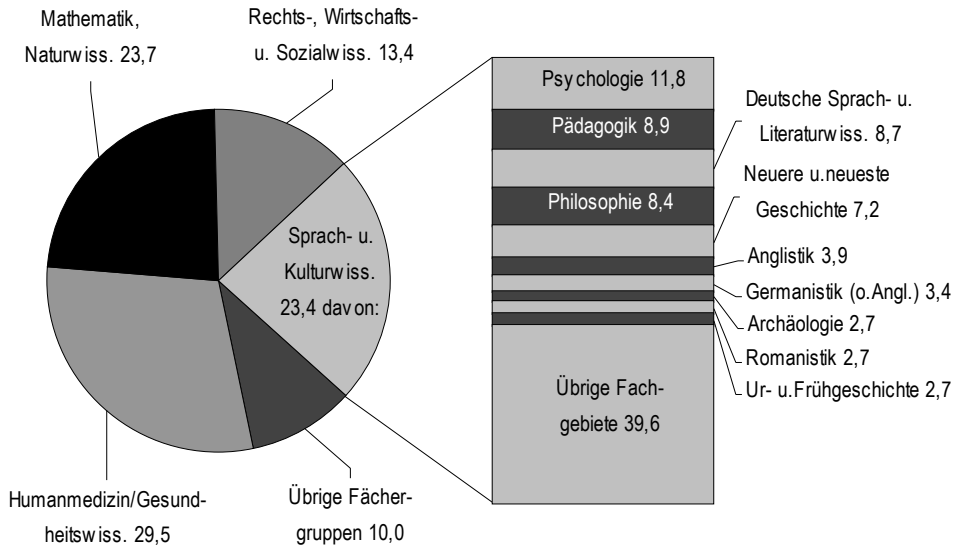 Mathematik,
Naturwiss. 23,7
Rechts-, Wirtschafts-
u. Sozialwiss. 13,4
Sprach- u.
Kulturwiss.
23,4 davon:
Humanmedizin/Gesund-
heitswiss. 29,5
Übrige Fächer-
gruppen 10,0
Psychologie 11,8
Pädagogik 8,9
Deutsche Sprach- u.
Literaturwiss. 8,7
Philosophie 8,4
Neuere u.neueste
Geschichte 7,2
Anglistik 3,9
Germanistik (o.Angl.) 3,4
Archäologie 2,7
Romanistik 2,7
Ur- u.Frühgeschichte 2,7
Übrige Fach-
gebiete 39,6